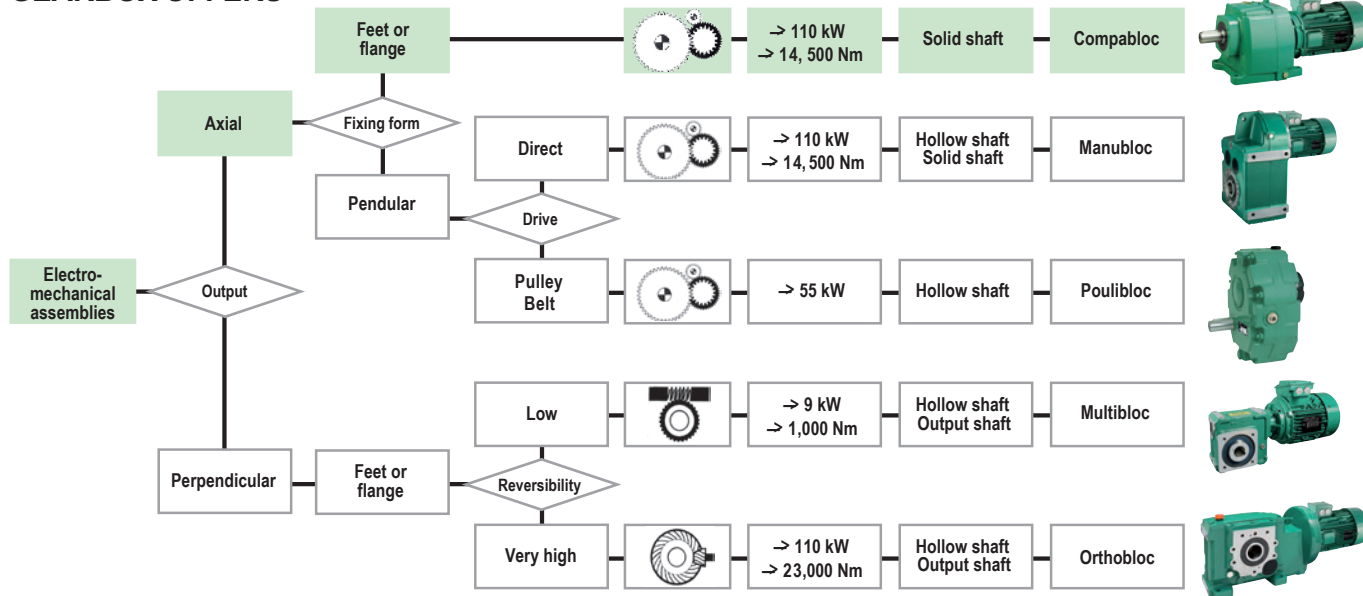 Feet or
flange
-> 110 kW
-> 14, 500 Nm
Solid shaft
Compabloc
Axial
Fixing form
Direct
-> 110 kW
-> 14, 500 Nm
Hollow shaft
Solid shaft
Manubloc
Pendular
Drive
Electro-
mechanical
assemblies
Output
Pulley
Belt
-> 55 kW
Hollow shaft
Poulibloc
Low
-> 9 kW
-> 1,000 Nm
Hollow shaft
Output shaft
Multibloc
Perpendicular
Feet or
flange
Reversibility
Very high
-> 110 kW
-> 23,000 Nm
Hollow shaft
Output shaft
Orthobloc